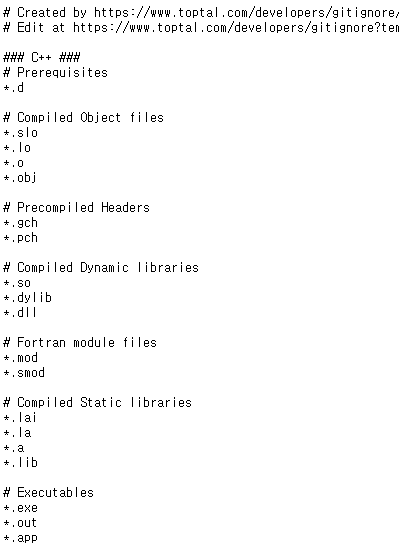 # Created by https://www.toptal.com/developers/gitignore/
# Edit at https://www.toptal.com/developers/gitignore?ten
### C++ ###
# Prerequisites
*.d
# Compiled Object files
*.slo
*.lo
*.o
*.obj
# Precompiled Headers
*.gch
*.pch
# Compiled Dynamic libraries
*.so
*.dylib
*.dll
# Fortran module files
*.mod
*.smod
# Compiled Static libraries
*.lai
*.la
*.a
*.lib
# Executables
*.exe
*.out
*.app